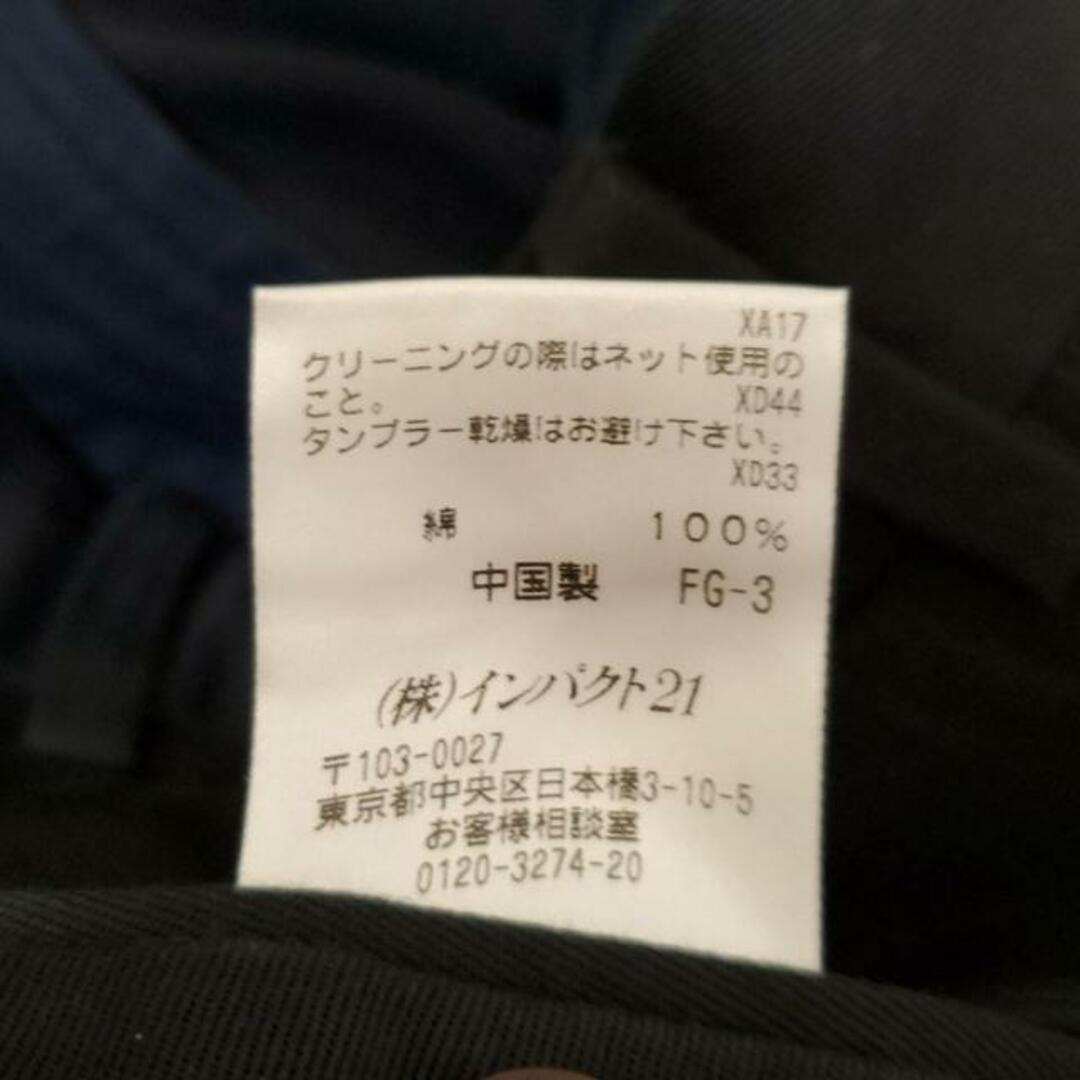 XA17
クリーニングの際はネット使用の
こと。 XD44
タンブラー乾燥はお避け下さい。
XD33
綿 100%
中国製 FG-3
(株)インパクト21
〒103-0027
東京都中央区日本橋3-10-5
お客様相談室
0120-3274-20